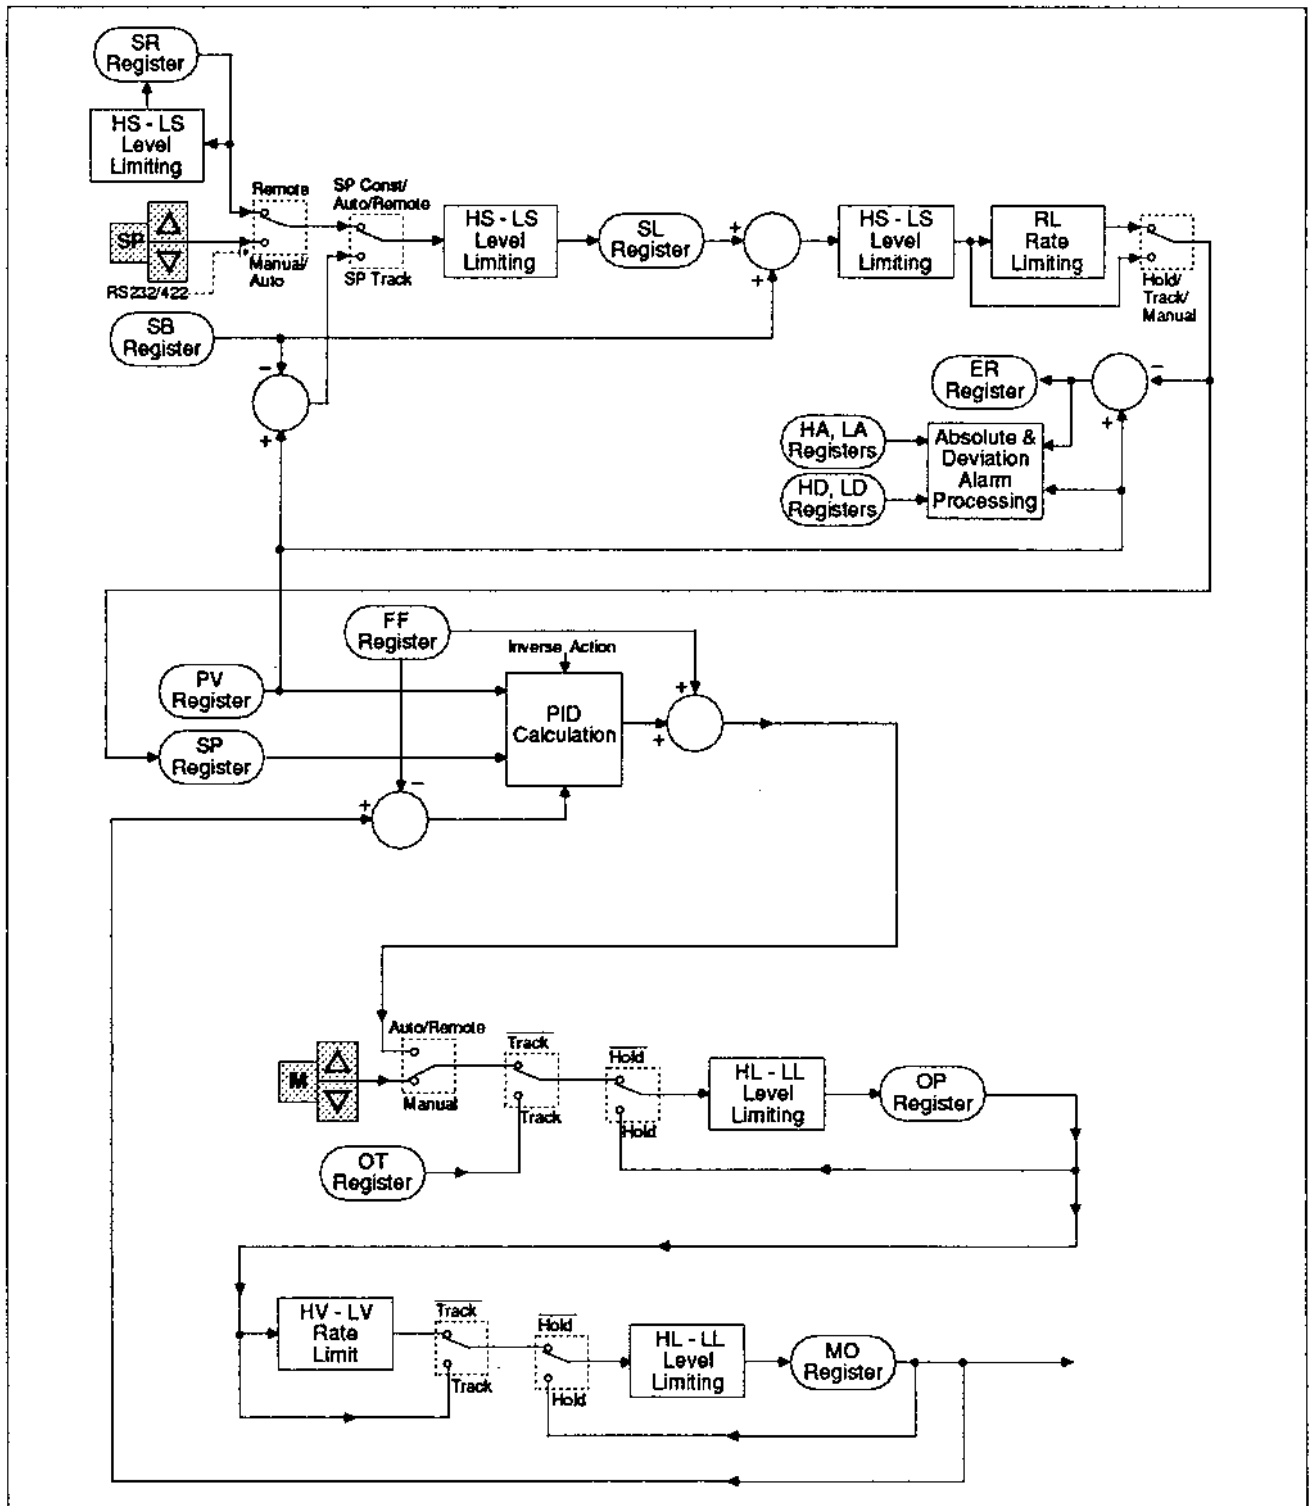 SR
Register
HS - LS
Level
Limiting
Remote
SP Const/
Auto/Remote
SP
Manual/
Auto
RS232/422
SP Track
HS - LS
Level
Limiting
SL
Register
+
+
HS - LS
Level
Limiting
RL
Rate
Limiting
Hold/
Track/
Manual
SB
Register
-
+
ER
Register
-
+
HA, LA
Registers
HD, LD
Registers
Absolute &
Deviation
Alarm
Processing
FF
Register
Inverse Action
PV
Register
SP
Register
PID
Calculation
+
+
-
+
Auto/Remote
M
Manual
Track
Track
Hold
Hold
HL - LL
Level
Limiting
OP
Register
OT
Register
HV - LV
Rate
Limit
Track
Track
Hold
Hold
HL - LL
Level
Limiting
MO
Register